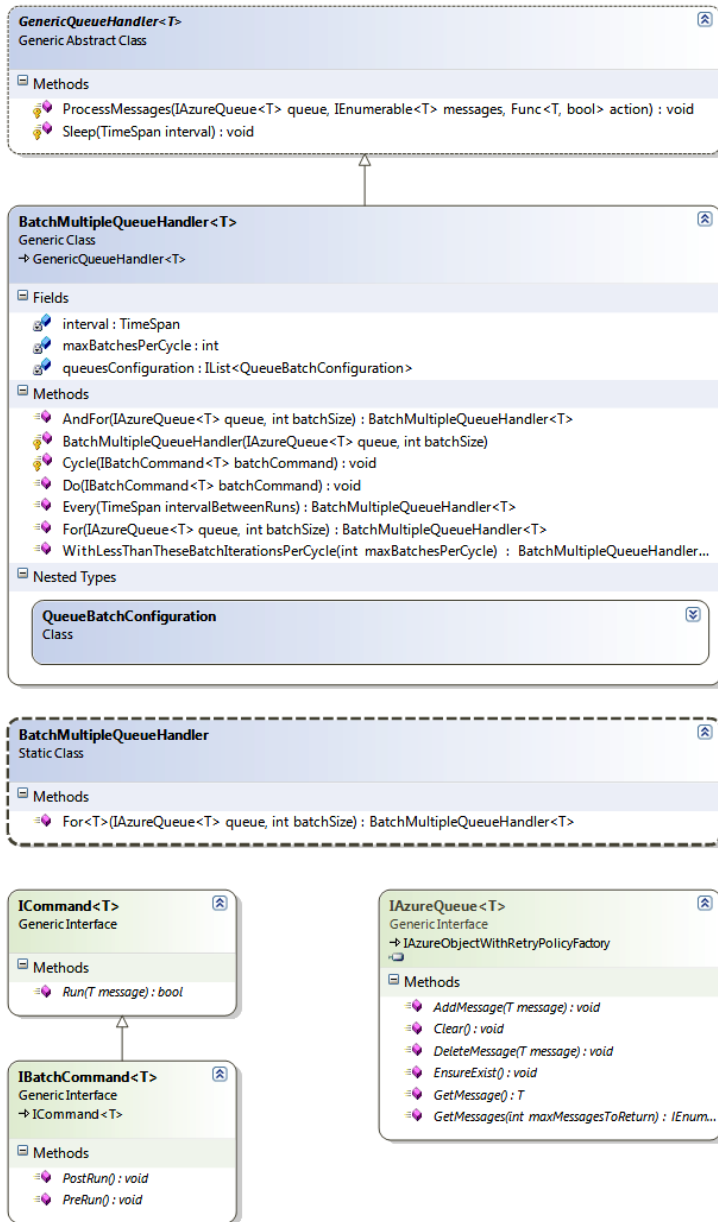 GenericQueueHandler<T>
Generic Abstract Class
Methods
ProcessMessages(IAzureQueue<T> queue, IEnumerable<T> messages, Func<T, bool> action) : void
Sleep(TimeSpan interval) : void
BatchMultipleQueueHandler<T>
Generic Class
GenericQueueHandler<T>
Fields
interval : TimeSpan
maxBatchesPerCycle : int
queuesConfiguration : IList<QueueBatchConfiguration>
Methods
AndFor(IAzureQueue<T> queue, int batchSize) : BatchMultipleQueueHandler<T>
BatchMultipleQueueHandler(IAzureQueue<T> queue, int batchSize)
Cycle(IBatchCommand<T> batchCommand) : void
Do(IBatchCommand<T> batchCommand) : void
Every(TimeSpan intervalBetweenRuns) : BatchMultipleQueueHandler<T>
For(IAzureQueue<T> queue, int batchSize) : BatchMultipleQueueHandler<T>
WithLessThanTheseBatchIterationsPerCycle(int maxBatchesPerCycle) : BatchMultipleQueueHandler...
Nested Types
QueueBatchConfiguration
Class
BatchMultipleQueueHandler
Static Class
Methods
For<T>(IAzureQueue<T> queue, int batchSize) : BatchMultipleQueueHandler<T>
ICommand<T>
Generic Interface
Methods
Run(T message) : bool
IBatchCommand<T>
Generic Interface
ICommand<T>
Methods
PostRun() : void
PreRun() : void
IAzureQueue<T>
Generic Interface
IAzureObjectWithRetryPolicyFactory
Methods
AddMessage(T message) : void
Clear() : void
DeleteMessage(T message) : void
EnsureExist() : void
GetMessage() : T
GetMessages(int maxMessagesToReturn) : IEnum...